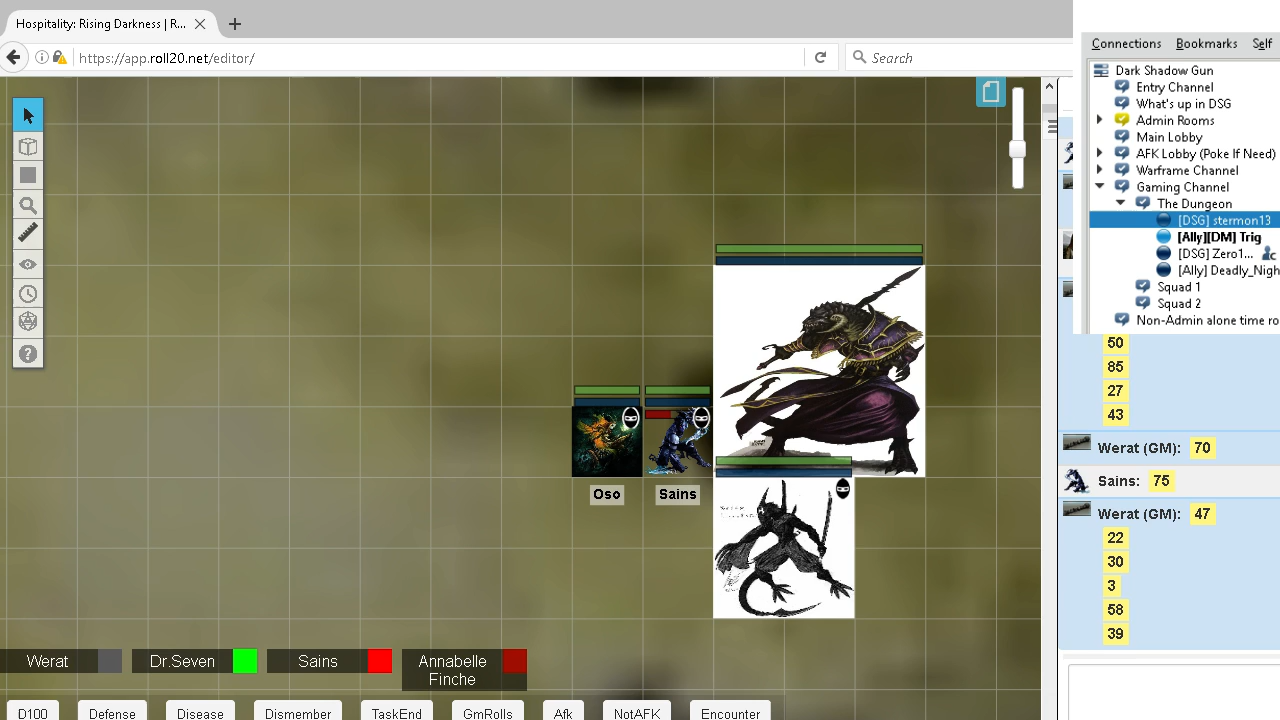 Hospitality: Rising Darkness | R...
https://app.roll20.net/editor/
Search
Connections Bookmarks Self
Dark Shadow Gun
Entry Channel
What's up in DSG
Admin Rooms
Main Lobby
AFK Lobby (Poke If Need)
Warframe Channel
Gaming Channel
The Dungeon
[DSG] stermon13
[Ally][DM] Trig
[DSG] Zero1...
[Ally] Deadly_Nigh
Squad 1
Squad 2
Non-Admin alone time ro
50
85
27
43
Werat (GM): 70
Sains: 75
Werat (GM): 47
22
30
3
58
39
Oso
Sains
Werat
Dr.Seven
Sains
Annabelle
Finche
D100
Defense
Disease
Dismember
TaskEnd
GmRolls
Afk
NotAFK
Encounter